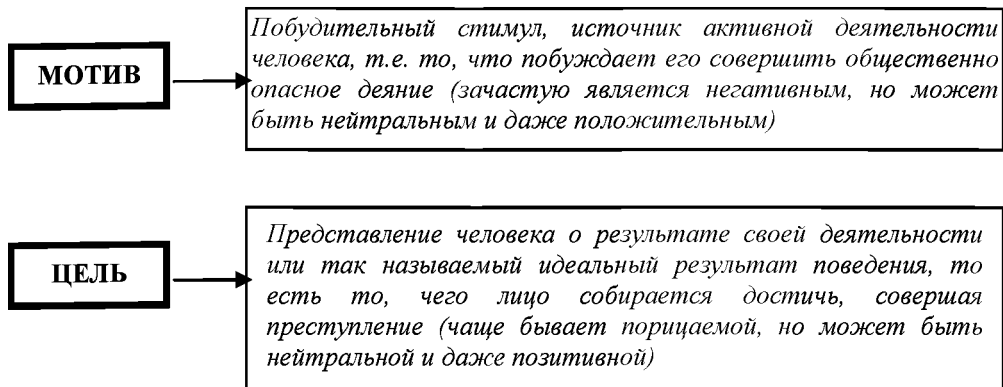 МОТИВ
Побудительный стимул, источник активной деятельности
человека, т.е. то, что побуждает его совершить общественно
опасное деяние (зачастую является негативным, но может
быть нейтральным и даже положительным)
ЦЕЛЬ
Представление человека о результате своей деятельности
или так называемый идеальный результат поведения, то
есть то, чего лицо собирается достичь, совершая
преступление (чаще бывает порицаемой, но может быть
нейтральной и даже позитивной)